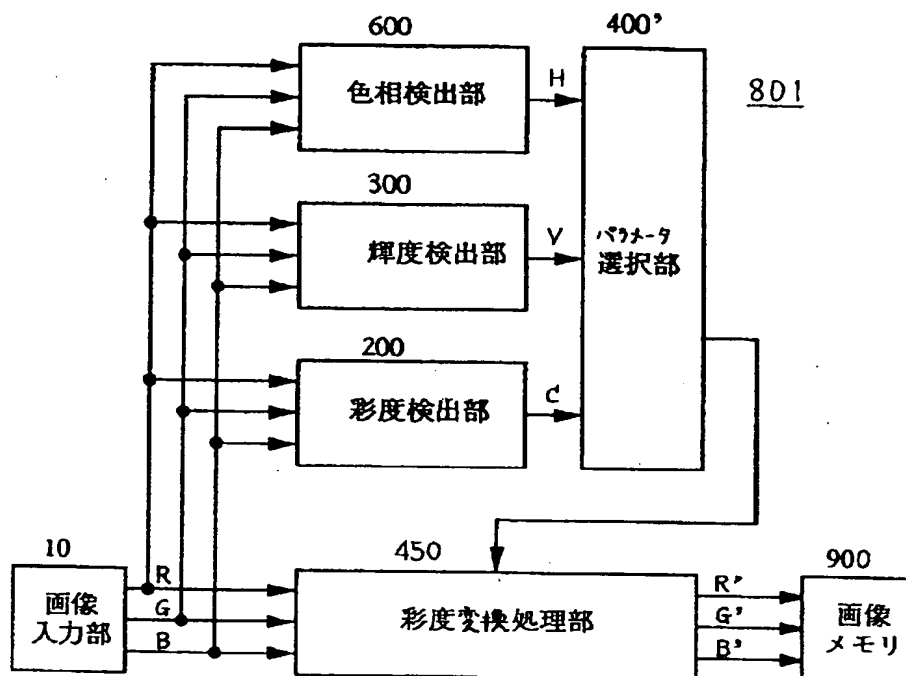 600
色相検出部
H
400’
801
300
輝度検出部
V
パラメータ
選択部
200
彩度検出部
C
10
画像
入力部
R
G
B
450
彩度変換処理部
R’
G’
B’
900
画像
メモリ